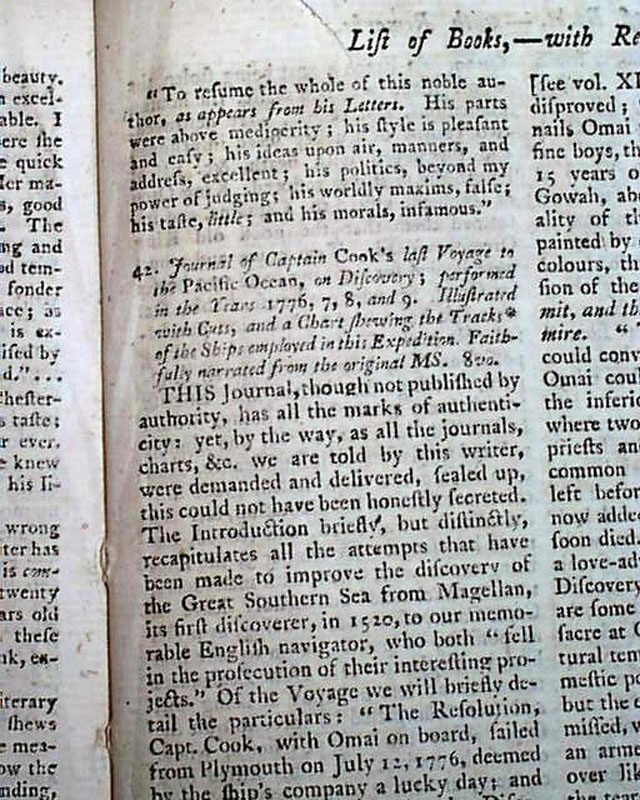 beauty.
excel-
able. I
ere she
e quick
Her ma-
s, good
The
ng and
od tem-
fonder
ace; as
is ex-
ised by
d."...
Chester-
s taste;
r ever.
e knew
his li-
wrong
iter has
is com-
twenty
ars old
these
nk, ex-
iterary
shews
e mea-
ow the
nding,
List of Books,—with Re
"To resume the whole of this noble au-
thor, as appears from his Letters. His parts
were above mediocrity; his style is pleasant
and easy; his ideas upon air, manners, and
address, excellent; his politics, beyond my
power of judging; his worldly maxims, false;
his taste, little; and his morals, infamous."
42. Journal of Captain Cook's last Voyage to
the Pacific Ocean, on Discovery; performed
in the Years 1776, 7, 8, and 9. Illustrated
with Cuts, and a Chart shewing the Tracks
of the Ships employed in this Expedition. Faith-
fully narrated from the original MS. 8vo.
THIS Journal, though not published by
authority, has all the marks of authenti-
city: yet, by the way, as all the journals,
charts, &c. we are told by this writer,
were demanded and delivered, sealed up,
this could not have been honestly secreted.
The Introduction briefly, but distinctly,
recapitulates all the attempts that have
been made to improve the discovery of
the Great Southern Sea from Magellan,
its first discoverer, in 1520, to our memo-
rable English navigator, who both "fell
in the prosecution of their interesting pro-
jects." Of the Voyage we will briefly de-
tail the particulars: "The Resolution,
Capt. Cook, with Omai on board, sailed
from Plymouth on July 12, 1776, deemed
by the ship's company a lucky day; and
[see vol. XL
disproved;
nails Omai
fine boys, th
15 years o
Gowah, abo
ality of th
painted by
colours, th
sion of the
mit, and th
mire. "
could conv
Omai coul
the inferio
where two
priests an
common
left befor
now adde
soon died.
a love-adv
Discovery
are some
sacre at
tural tem
mestic po
but the
missed, w
an arme
over lik
the tear